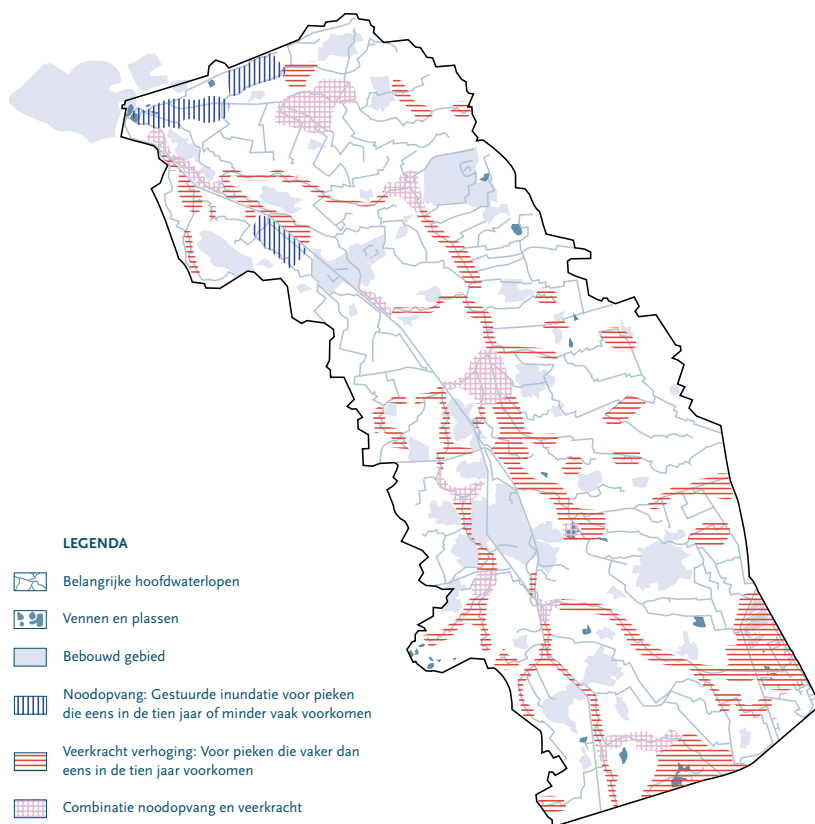 LEGENDA
Belangrijke hoofdwaterlopen
Vennen en plassen
Bebouwd gebied
Noodopvang: Gestuurde inundatie voor pieken
die eens in de tien jaar of minder vaak voorkomen
Veerkracht verhoging: Voor pieken die vaker dan
eens in de tien jaar voorkomen
Combinatie noodopvang en veerkracht